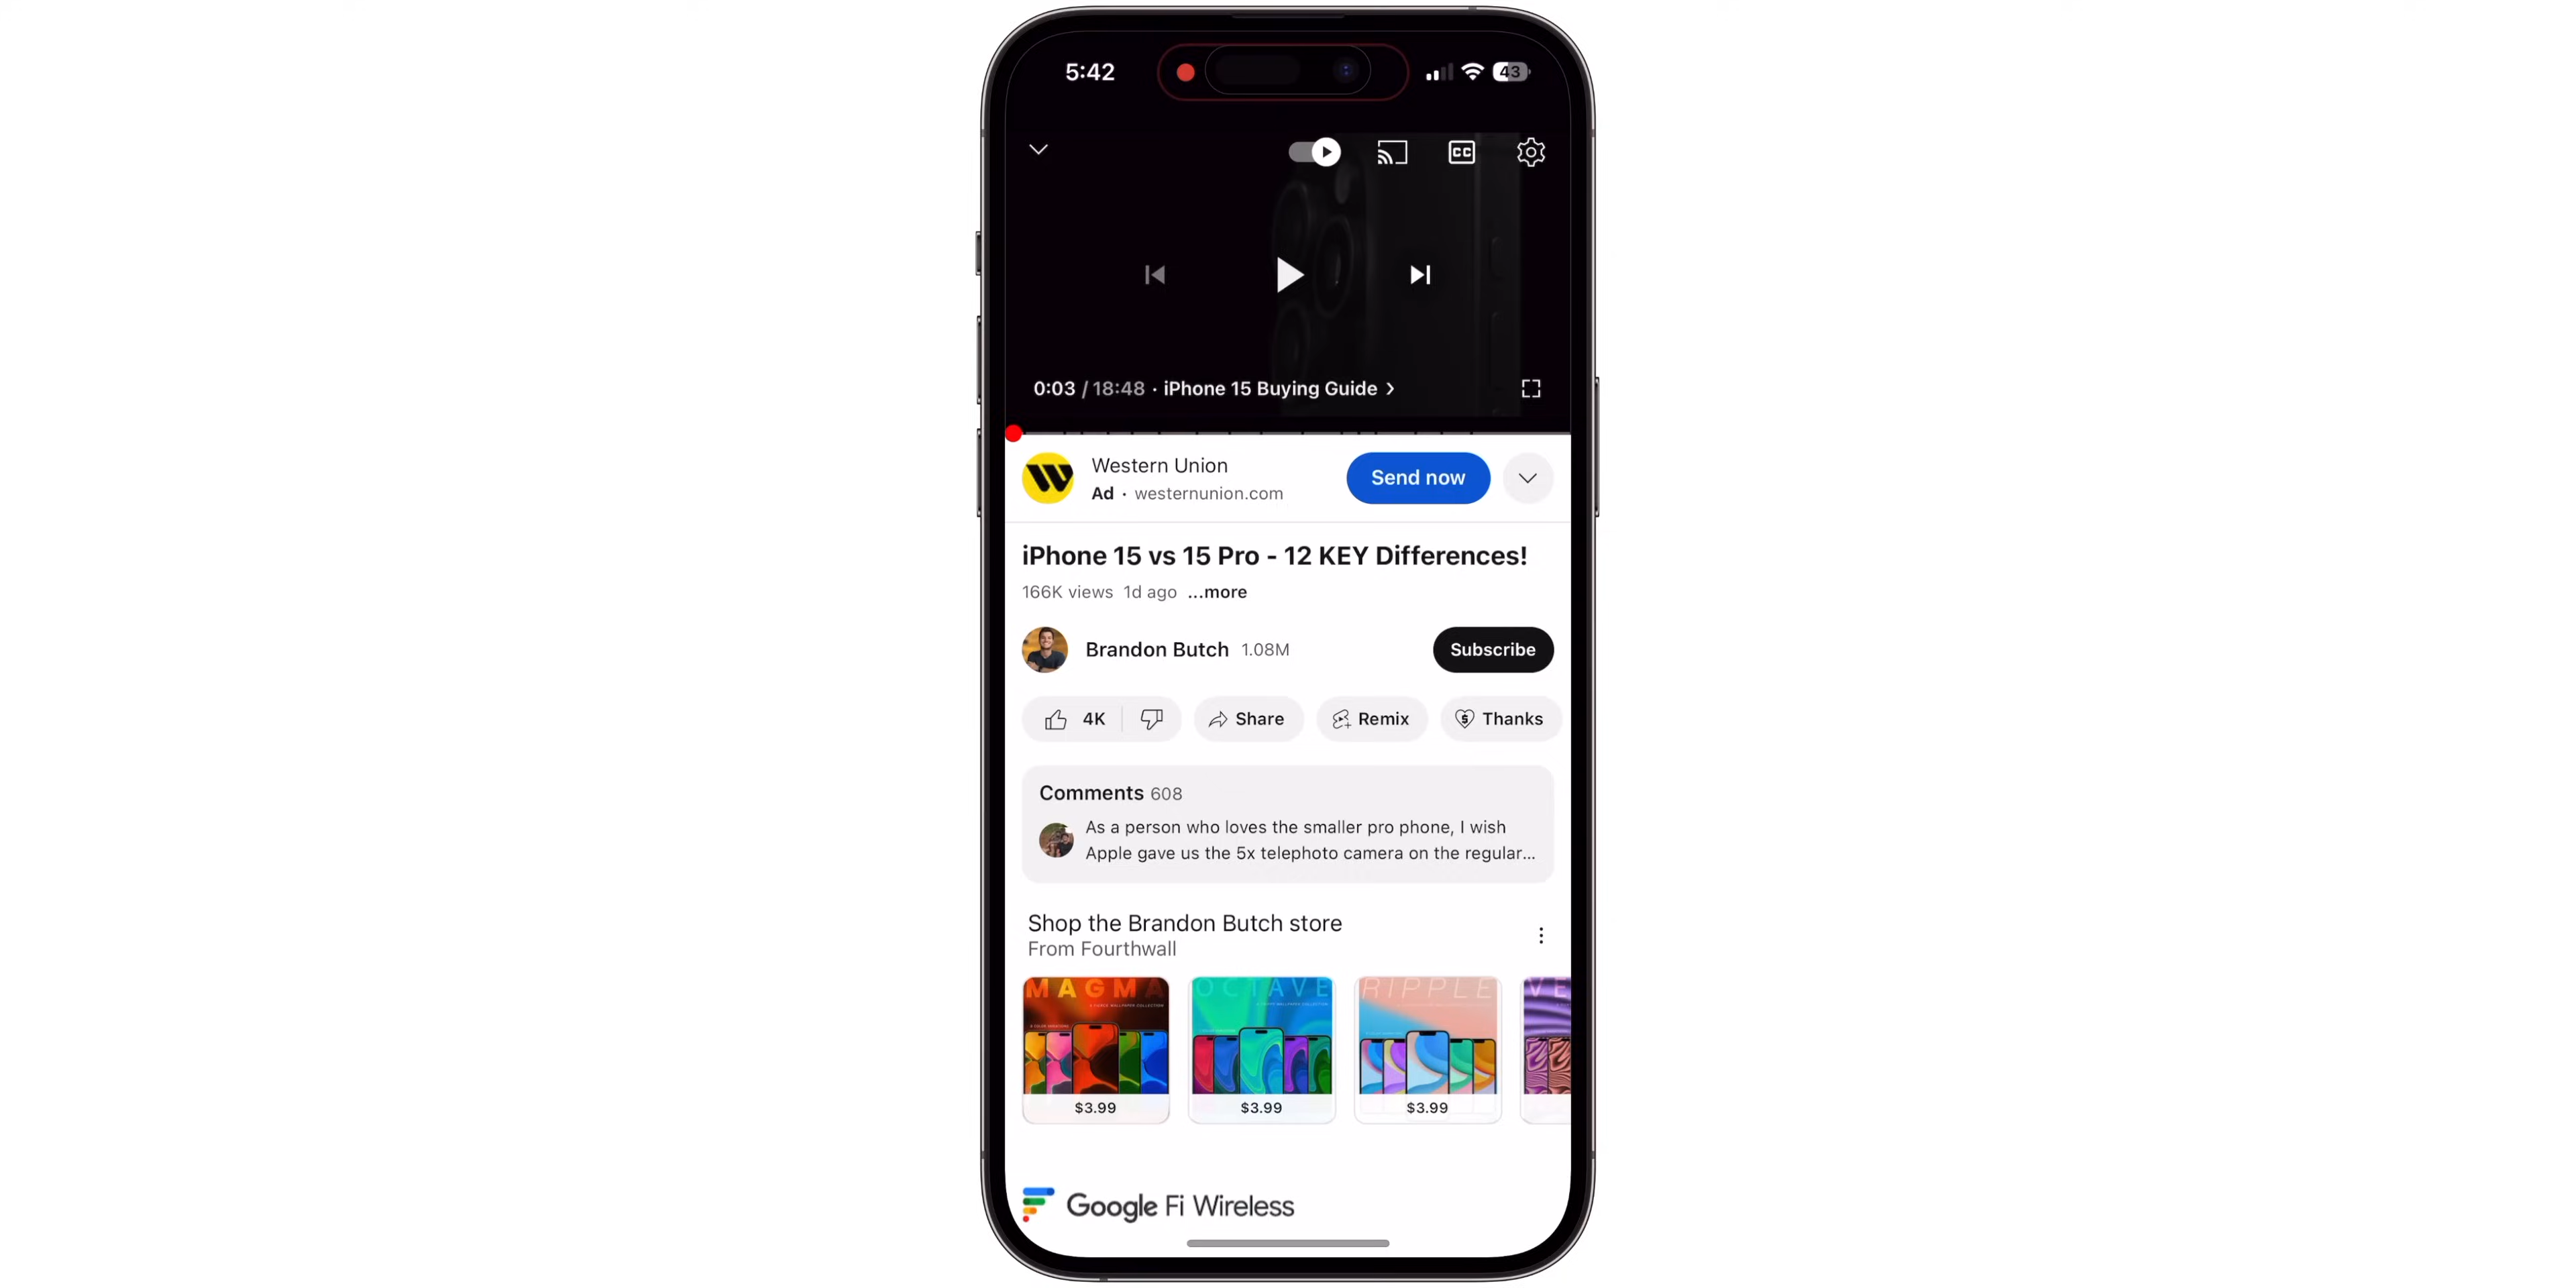 5:42
43
CC
0:03 / 18:48 · iPhone 15 Buying Guide >
Western Union
Ad · westernunion.com
Send now
iPhone 15 vs 15 Pro - 12 KEY Differences!
166K views 1d ago ...more
Brandon Butch 1.08M
Subscribe
4K
Share
Remix
Thanks
Comments 608
As a person who loves the smaller pro phone, I wish
Apple gave us the 5x telephoto camera on the regular...
Shop the Brandon Butch store
From Fourthwall
MAGMA
OCTAVE
RIPPLE
VE
$3.99
$3.99
$3.99
Google Fi Wireless